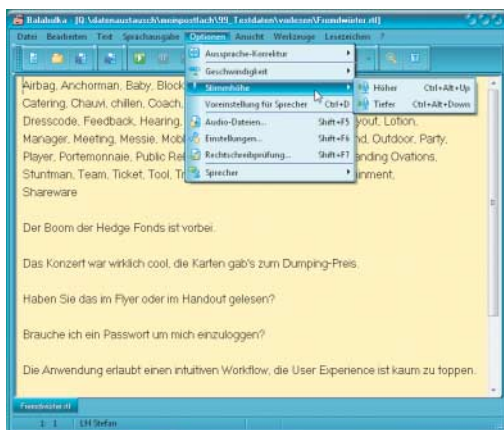 Balabolka - [Q:\datenaustausch\meinpostfach\99_Testdaten\vorlesen\Fremdwörter.rtf]
Datei Bearbeiten Text Sprachausgabe Optionen Ansicht Werkzeuge Lesezeichen ?
Aussprache-Korrektur
Geschwindigkeit
Stimmhöhe
Höher Ctrl+Alt+Up
Tiefer Ctrl+Alt+Down
Voreinstellung für Sprecher Ctrl+D
Audio-Dateien... Shift+F5
Einstellungen... Shift+F6
Rechtschreibprüfung... Shift+F7
Sprecher
Airbag, Anchorman, Baby, Block
Catering, Chauvi, chillen, Coach,
Dresscode, Feedback, Hearing, yout, Lotion,
Manager, Meeting, Messie, Mobb nd, Outdoor, Party,
Player, Portemonnaie, Public Rel anding Ovations,
Stuntman, Team, Ticket, Tool, Tr inment,
Shareware
Der Boom der Hedge Fonds ist vorbei.
Das Konzert war wirklich cool, die Karten gab's zum Dumping-Preis.
Haben Sie das im Flyer oder im Handout gelesen?
Brauche ich ein Passwort um mich einzuloggen?
Die Anwendung erlaubt einen intuitiven Workflow, die User Experience ist kaum zu toppen.
Fremdwörter.rtf
1: 1 LH Stefan